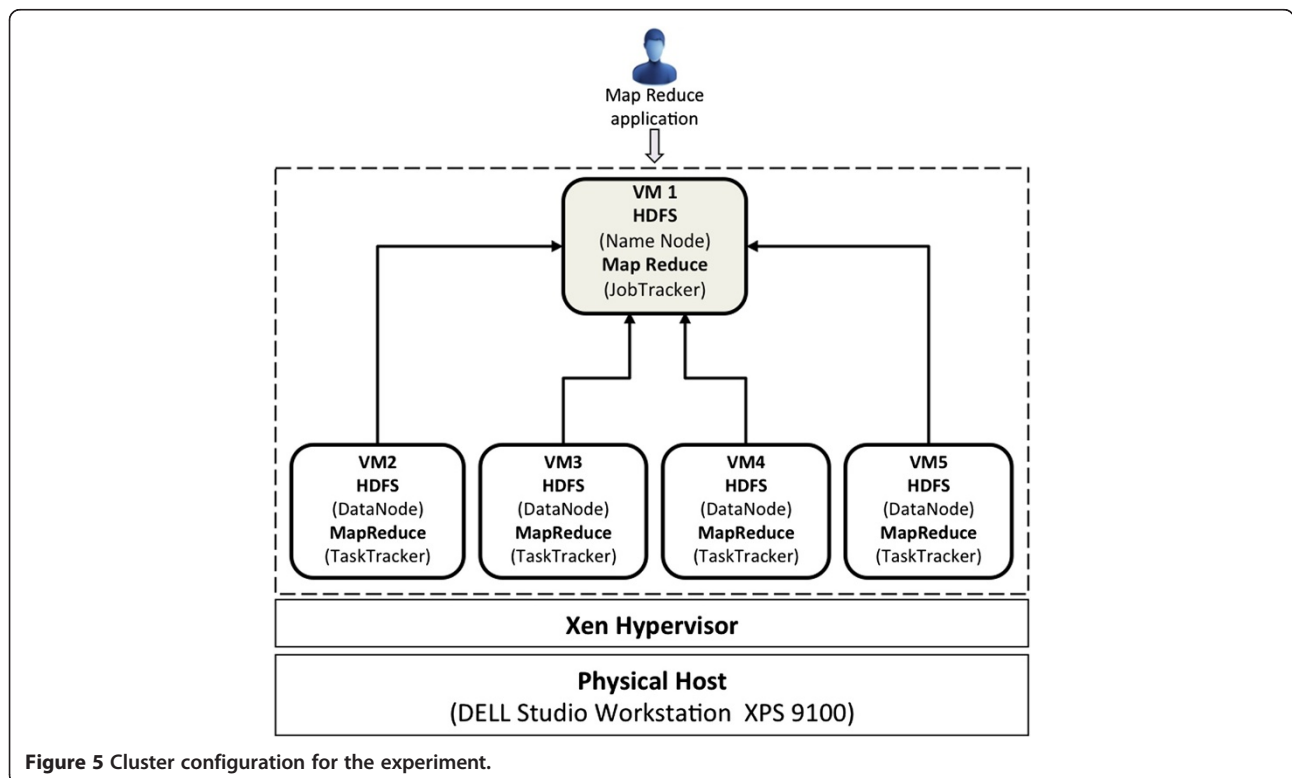 Map Reduce
application
VM 1
HDFS
(Name Node)
Map Reduce
(JobTracker)
VM2
HDFS
(DataNode)
MapReduce
(TaskTracker)
VM3
HDFS
(DataNode)
MapReduce
(TaskTracker)
VM4
HDFS
(DataNode)
MapReduce
(TaskTracker)
VM5
HDFS
(DataNode)
MapReduce
(TaskTracker)
Xen Hypervisor
Physical Host
(DELL Studio Workstation XPS 9100)
Figure 5 Cluster configuration for the experiment.